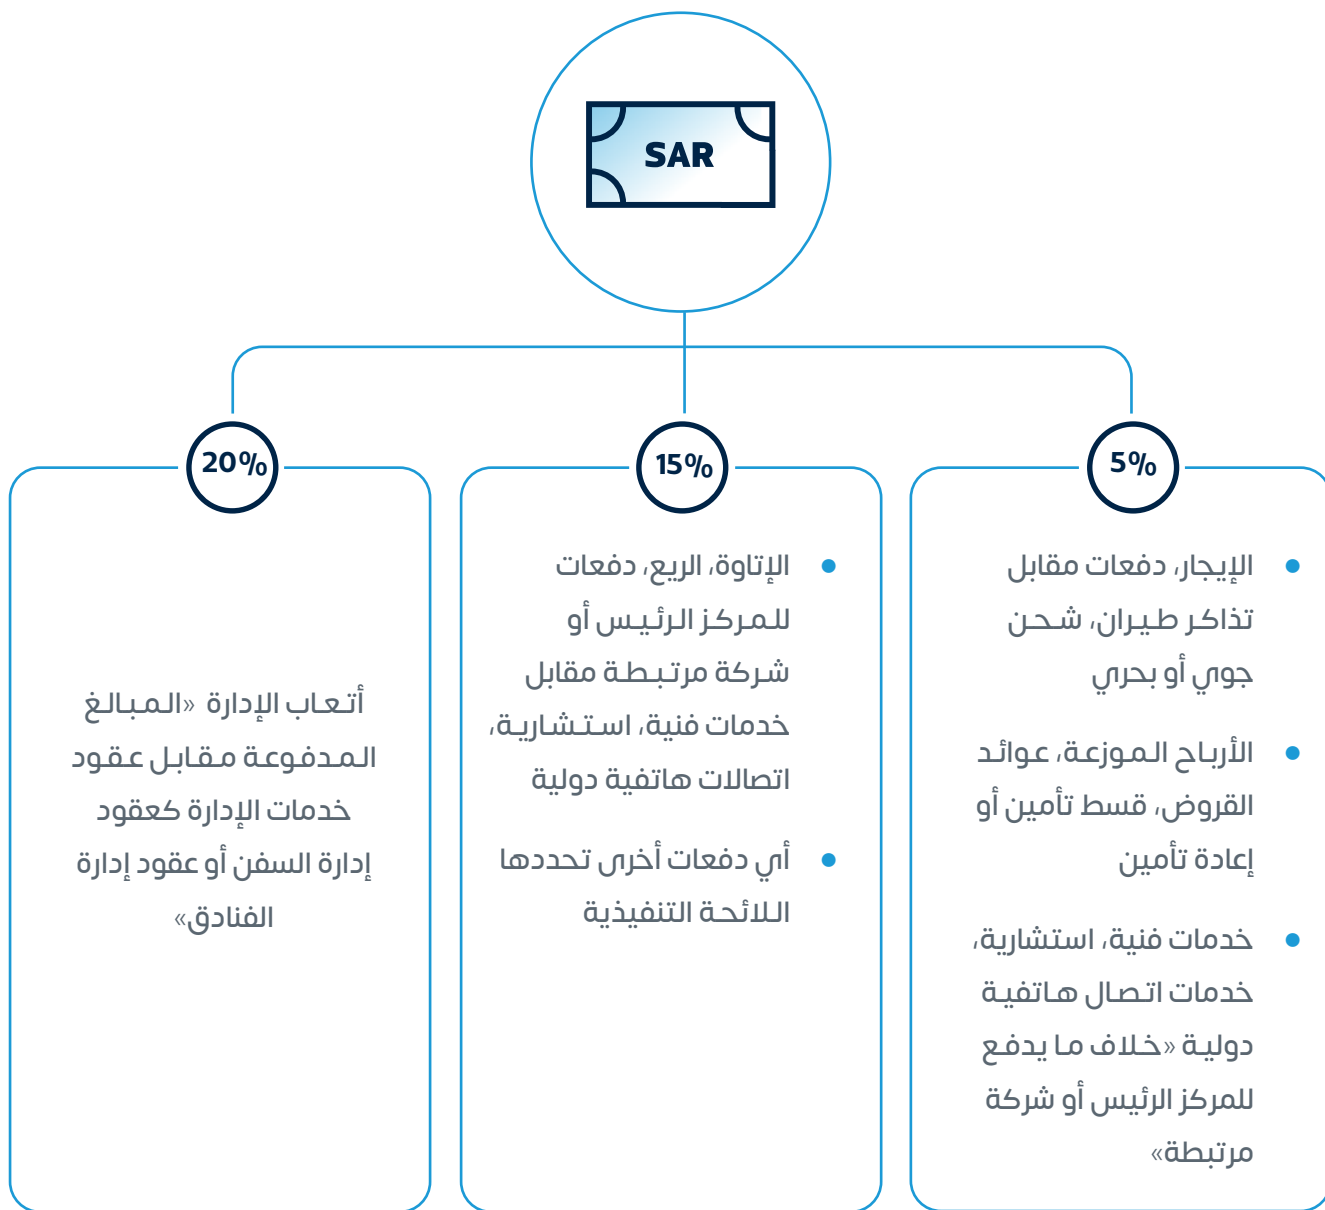 SAR
5%
الإيجار، دفعات مقابل
تذاكر طيران، شحن
جوي أو بحري
الأرباح الموزعة، عوائد
القروض، قسط تأمين أو
إعادة تأمين
خدمات فنية، استشارية،
خدمات اتصال هاتفية
دولية «خلاف ما يدفع
للمركز الرئيس أو شركة
مرتبطة»
15%
الإتاوة، الريع، دفعات
للمركز الرئيس أو
شركة مرتبطة مقابل
خدمات فنية، استشارية،
اتصالات هاتفية دولية
أي دفعات أخرى تحددها
اللائحة التنفيذية
20%
أتعاب الإدارة «المبالغ
المدفوعة مقابل عقود
خدمات الإدارة كعقود
إدارة السفن أو عقود إدارة
الفنادق»